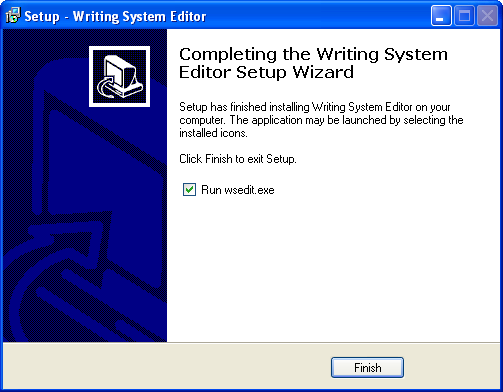 Setup - Writing System Editor
Completing the Writing System
Editor Setup Wizard
Setup has finished installing Writing System Editor on your
computer. The application may be launched by selecting the
installed icons.
Click Finish to exit Setup.
Run wsedit.exe
Finish